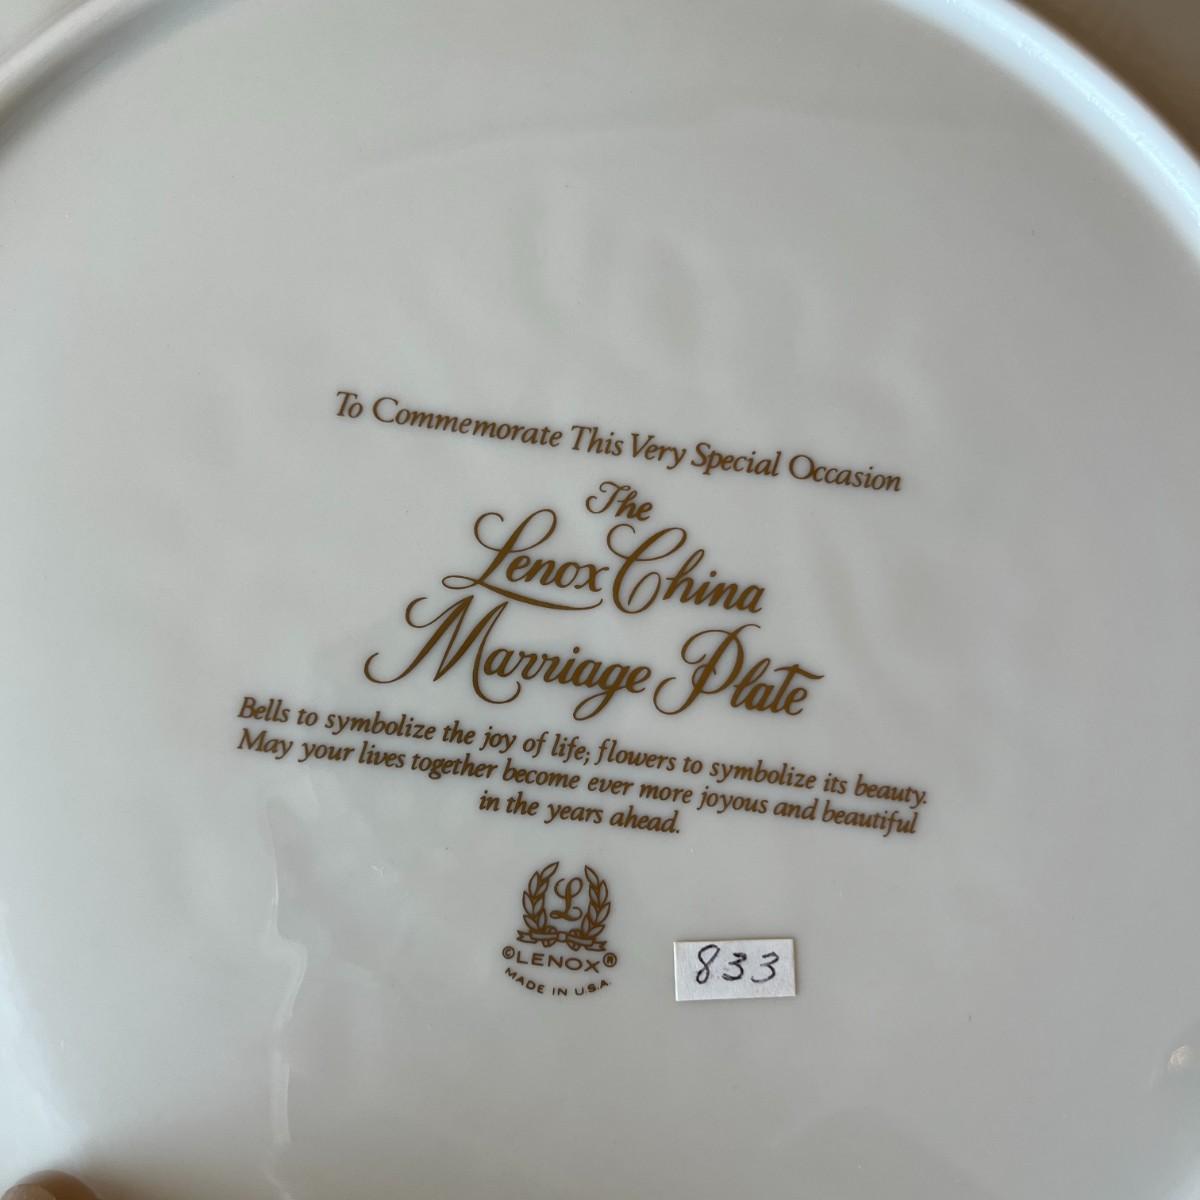 To Commemorate This Very Special Occasion
The
Lenox China
Marriage Plate
Bells to symbolize the joy of life; flowers to symbolize its beauty.
May your lives together become ever more joyous and beautiful
in the years ahead.
L
©LENOX®
MADE IN U.S.A.
833